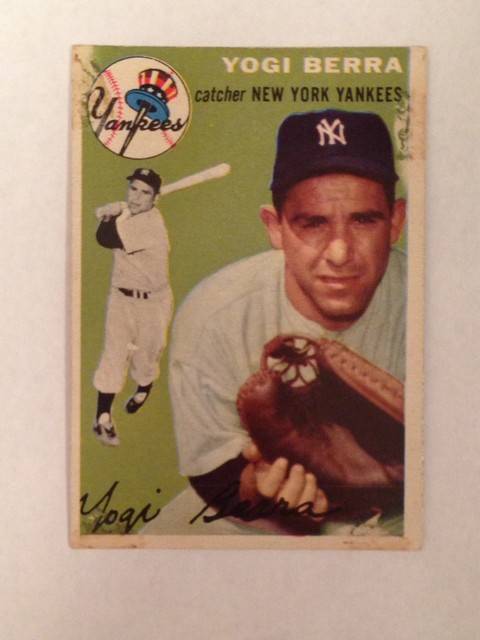 YOGI BERRA
catcher NEW YORK YANKEES
Yankees
NY
Yogi Berra